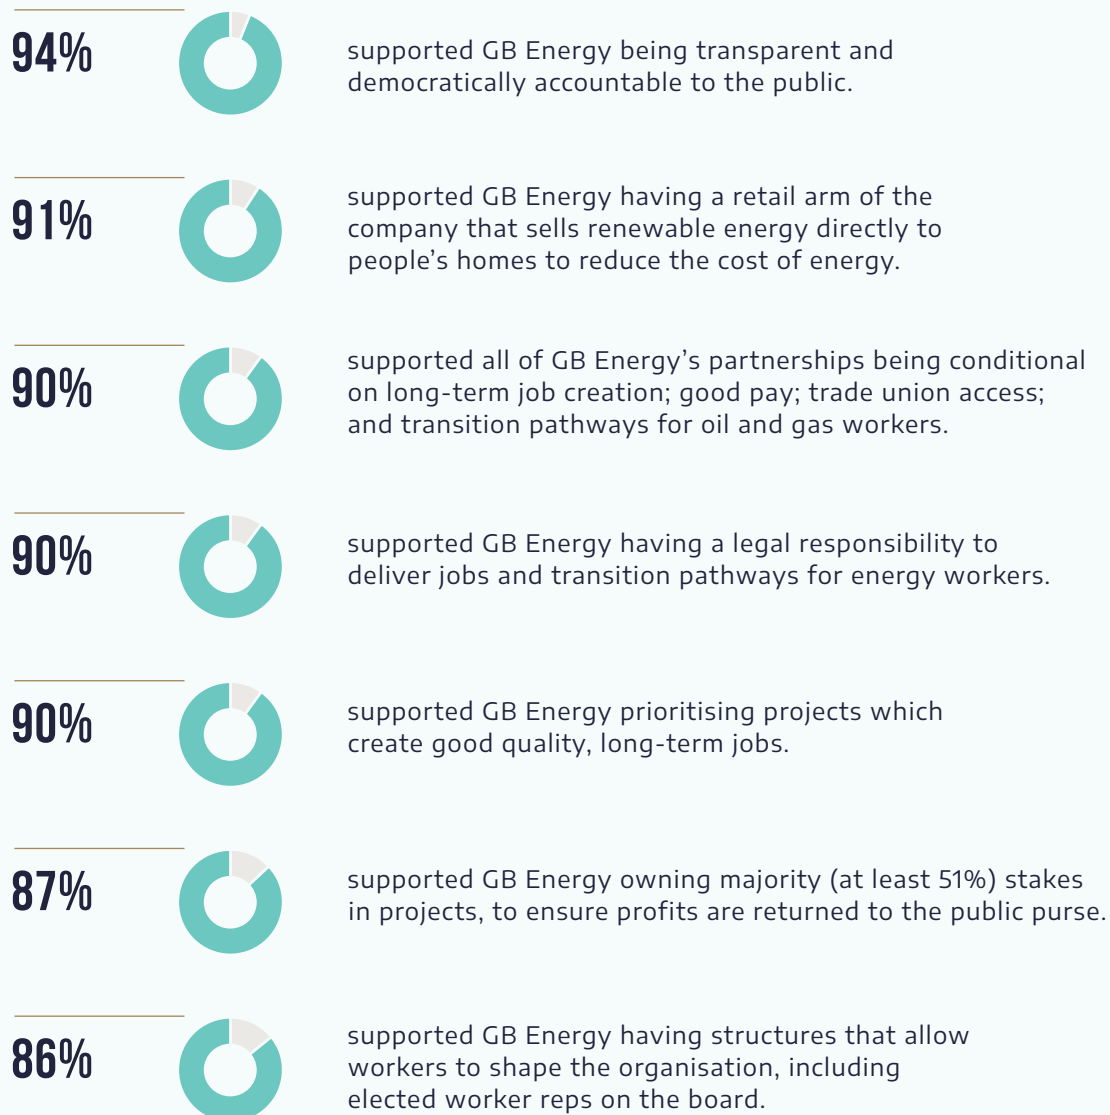 94%
supported GB Energy being transparent and
democratically accountable to the public.
91%
supported GB Energy having a retail arm of the
company that sells renewable energy directly to
people’s homes to reduce the cost of energy.
90%
supported all of GB Energy’s partnerships being conditional
on long-term job creation; good pay; trade union access;
and transition pathways for oil and gas workers.
90%
supported GB Energy having a legal responsibility to
deliver jobs and transition pathways for energy workers.
90%
supported GB Energy prioritising projects which
create good quality, long-term jobs.
87%
supported GB Energy owning majority (at least 51%) stakes
in projects, to ensure profits are returned to the public purse.
86%
supported GB Energy having structures that allow
workers to shape the organisation, including
elected worker reps on the board.